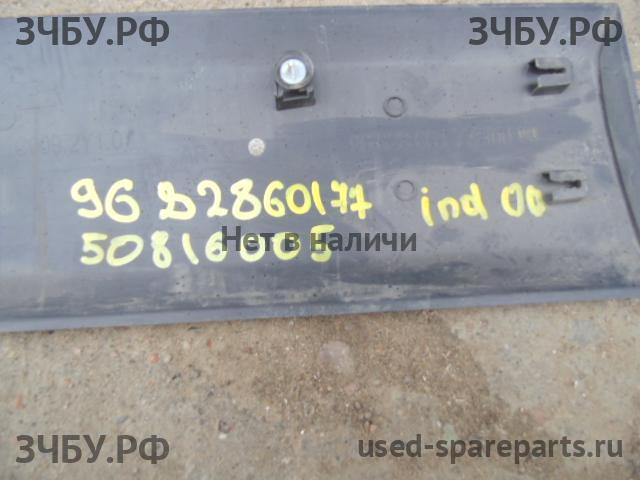 ЗЧБУ.РФ
ЗЧБУ.РФ
96 D2860177 ind 00
50816005
Нет в наличи
ЗЧБУ.РФ
used-spareparts.ru